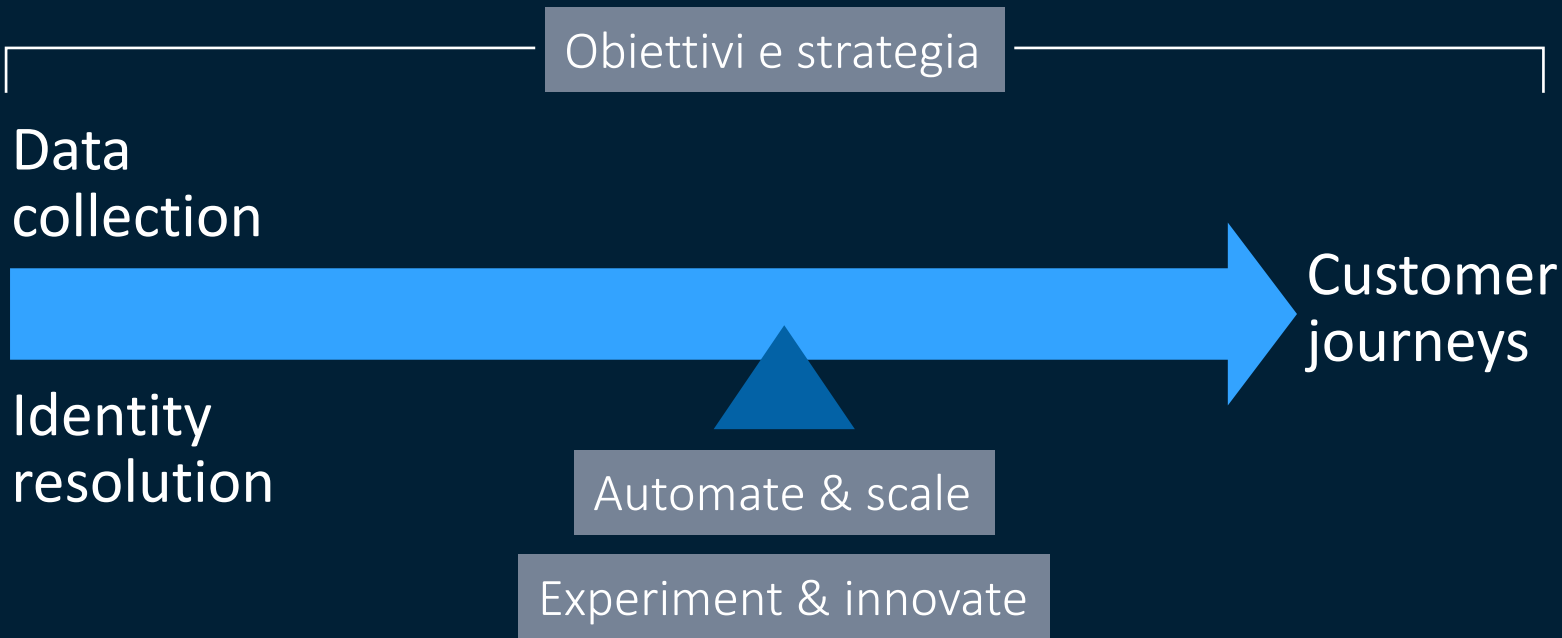 Obiettivi e strategia
Data
collection
Customer
journeys
Identity
resolution
Automate & scale
Experiment & innovate